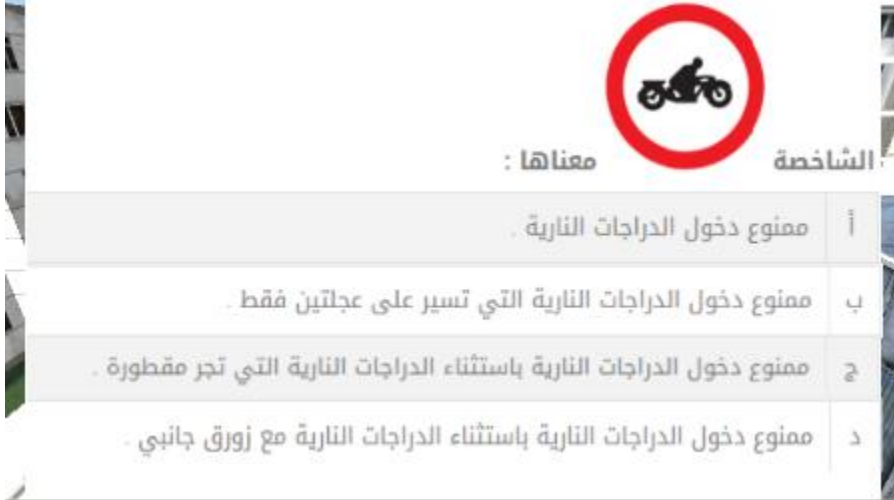 الشاخصة معناها :
أ ممنوع دخول الدراجات النارية .
ب ممنوع دخول الدراجات النارية التي تسير على عجلتين فقط .
ج ممنوع دخول الدراجات النارية باستثناء الدراجات النارية التي تجر مقطورة .
د ممنوع دخول الدراجات النارية باستثناء الدراجات النارية مع زورق جانبي .